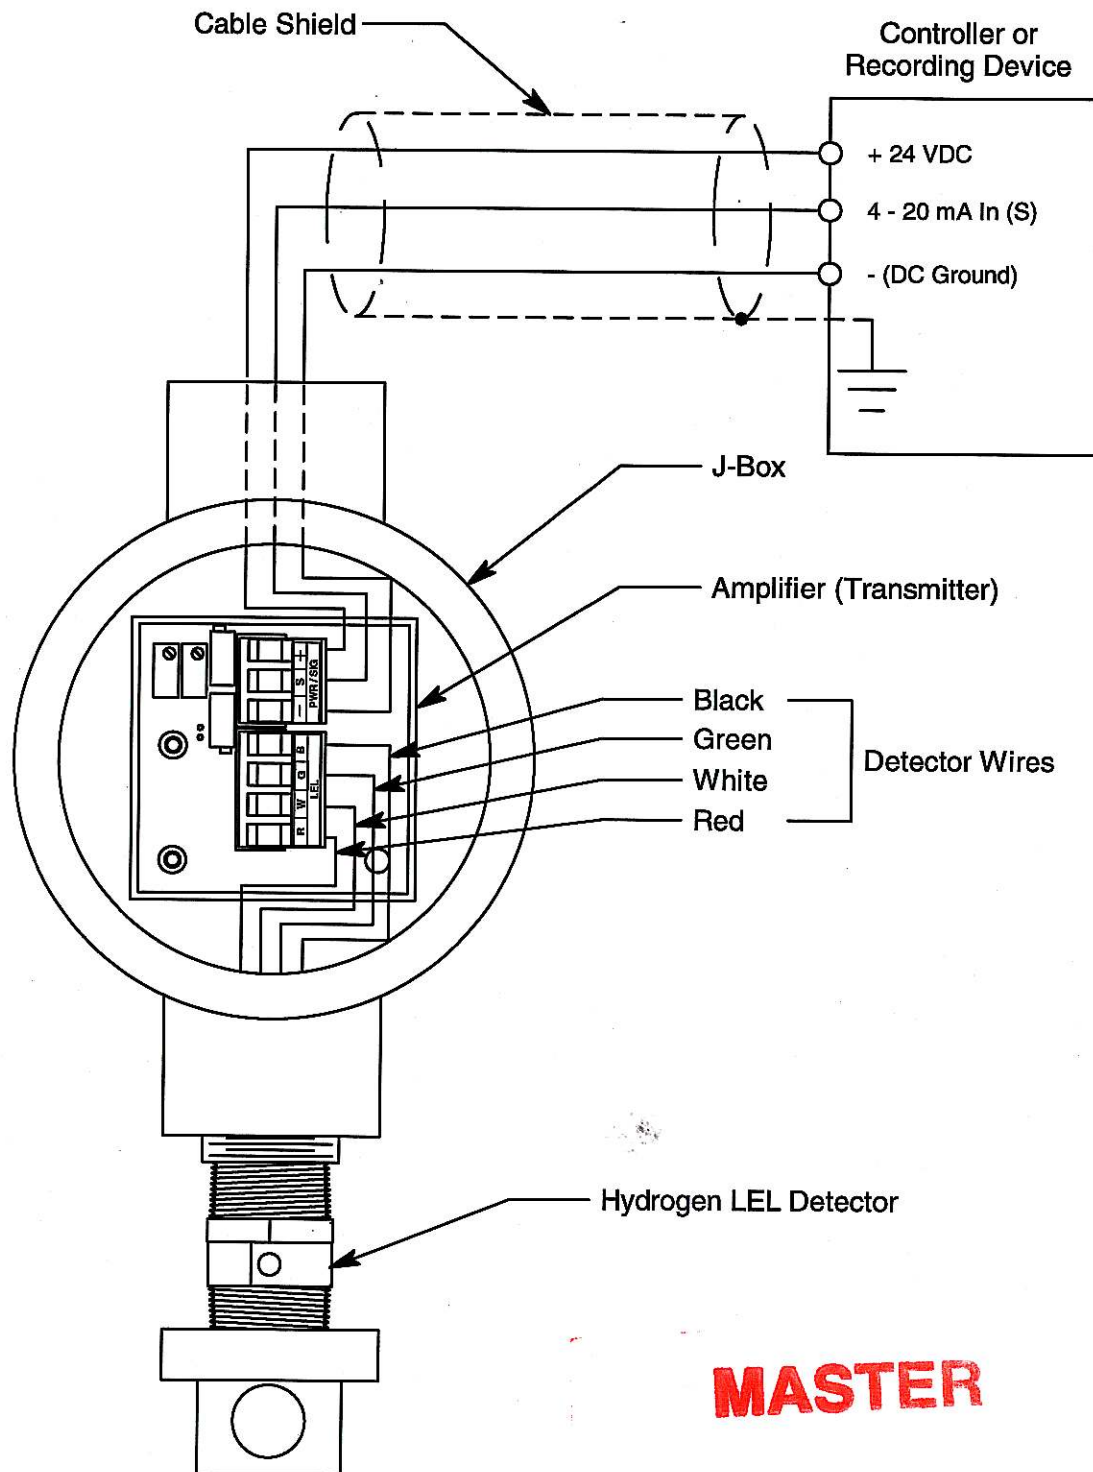 Cable Shield
Controller or
Recording Device
+ 24 VDC
4 - 20 mA In (S)
- (DC Ground)
J-Box
Amplifier (Transmitter)
+
S
-
PWR / SIG
Black
Green
White
Red
Detector Wires
B
G
W
R
LEL
Hydrogen LEL Detector
MASTER